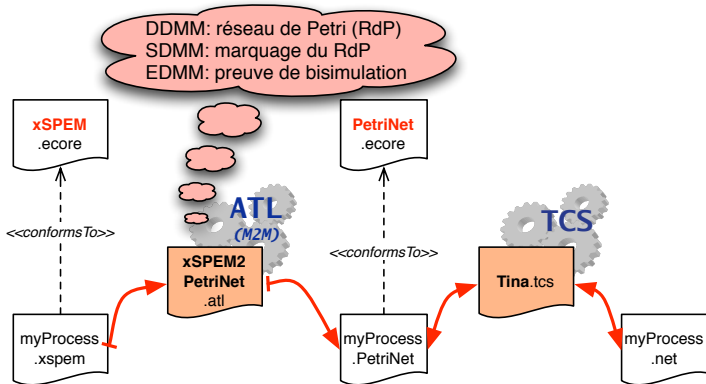 DDMM: réseau de Petri (RdP)
SDMM: marquage du RdP
EDMM: preuve de bisimulation
xSPEM
.ecore
PetriNet
.ecore
ATL
(M2M)
TCS
<<conformsTo>>
<<conformsTo>>
xSPEM2
PetriNet
.atl
Tina.tcs
myProcess
.xspem
myProcess
.PetriNet
myProcess
.net